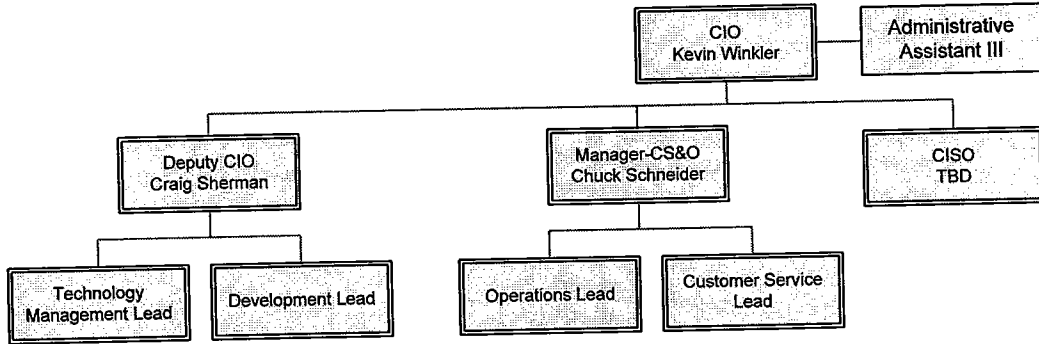 CIO
Kevin Winkler
Administrative
Assistant III
Deputy CIO
Craig Sherman
Manager-CS&O
Chuck Schneider
CISO
TBD
Technology
Management Lead
Development Lead
Operations Lead
Customer Service
Lead